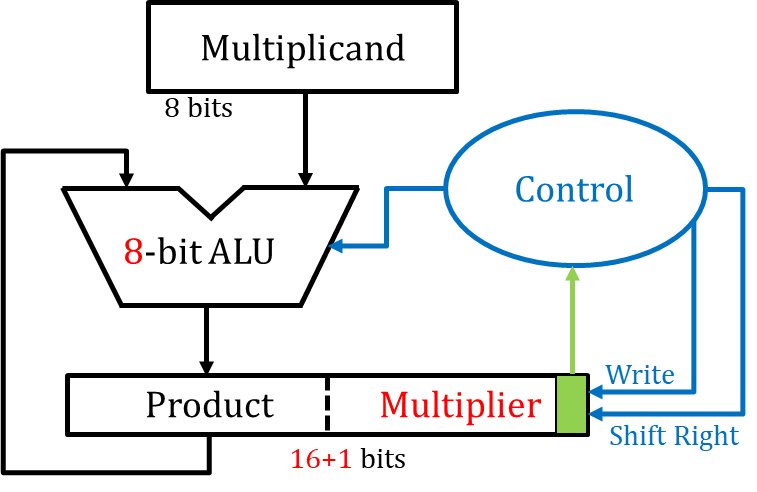 Multiplicand
8 bits
Control
8-bit ALU
Write
Product
Multiplier
Shift Right
16+1 bits